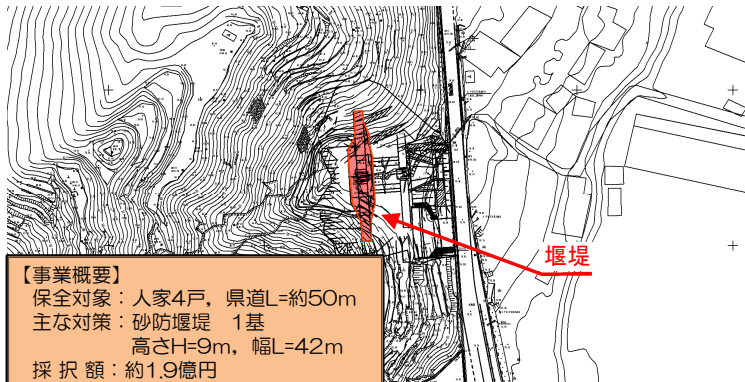 堰堤
【事業概要】
保全対象：人家4戸，県道L=約50m
主な対策：砂防堰堤　1基
高さH=9m，幅L=42m
採 択 額：約1.9億円